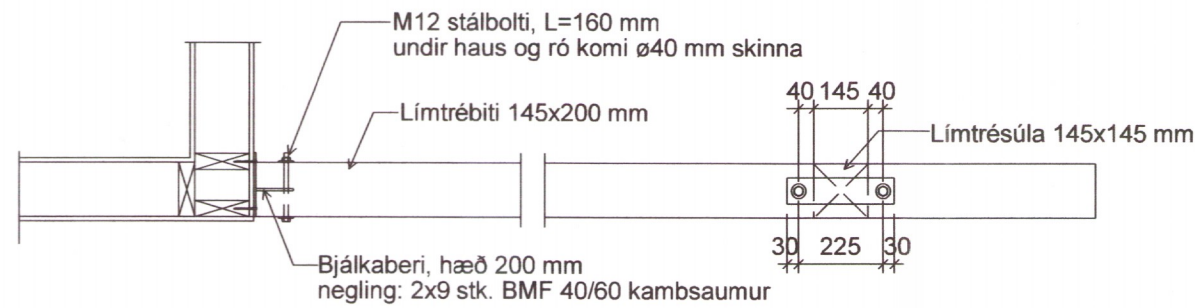 M12 stálbolti, L=160 mm
undir haus og ró komi ø40 mm skinna
Límtrébiti 145x200 mm
40 145 40
Límtrésúla 145x145 mm
30 225 30
Bjálkaberi, hæð 200 mm
negling: 2x9 stk. BMF 40/60 kambsaumur